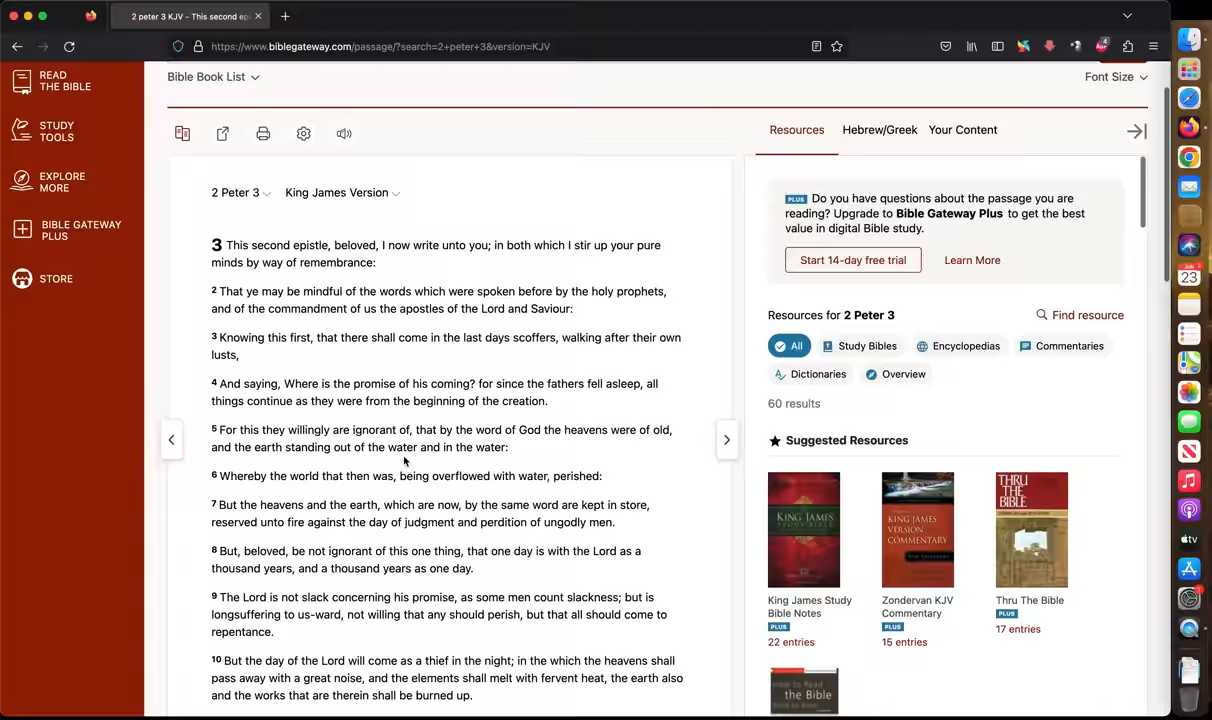 2 peter 3 KJV - This second ep
https://www.biblegateway.com/passage/?search=2+peter+3&version=KJV
READ
THE BIBLE
STUDY
TOOLS
EXPLORE
MORE
BIBLE GATEWAY
PLUS
STORE
Bible Book List
Font Size
2 Peter 3
King James Version
3 This second epistle, beloved, I now write unto you; in both which I stir up your pure
minds by way of remembrance:
2 That ye may be mindful of the words which were spoken before by the holy prophets,
and of the commandment of us the apostles of the Lord and Saviour:
3 Knowing this first, that there shall come in the last days scoffers, walking after their own
lusts,
4 And saying, Where is the promise of his coming? for since the fathers fell asleep, all
things continue as they were from the beginning of the creation.
5 For this they willingly are ignorant of, that by the word of God the heavens were of old,
and the earth standing out of the water and in the water:
6 Whereby the world that then was, being overflowed with water, perished:
7 But the heavens and the earth, which are now, by the same word are kept in store,
reserved unto fire against the day of judgment and perdition of ungodly men.
8 But, beloved, be not ignorant of this one thing, that one day is with the Lord as a
thousand years, and a thousand years as one day.
9 The Lord is not slack concerning his promise, as some men count slackness; but is
longsuffering to us-ward, not willing that any should perish, but that all should come to
repentance.
10 But the day of the Lord will come as a thief in the night; in the which the heavens shall
pass away with a great noise, and the elements shall melt with fervent heat, the earth also
and the works that are therein shall be burned up.
Resources Hebrew/Greek Your Content
PLUS Do you have questions about the passage you are
reading? Upgrade to Bible Gateway Plus to get the best
value in digital Bible study.
Start 14-day free trial Learn More
Resources for 2 Peter 3
Find resource
All Study Bibles Encyclopedias Commentaries
Dictionaries Overview
60 results
Suggested Resources
KING JAMES
STUDY BIBLE
KING JAMES
VERSION
COMMENTARY
THRU
THE
BIBLE
King James Study
Bible Notes
PLUS
22 entries
Zondervan KJV
Commentary
PLUS
15 entries
Thru The Bible
PLUS
17 entries
How to Read
the Bible
23
tv